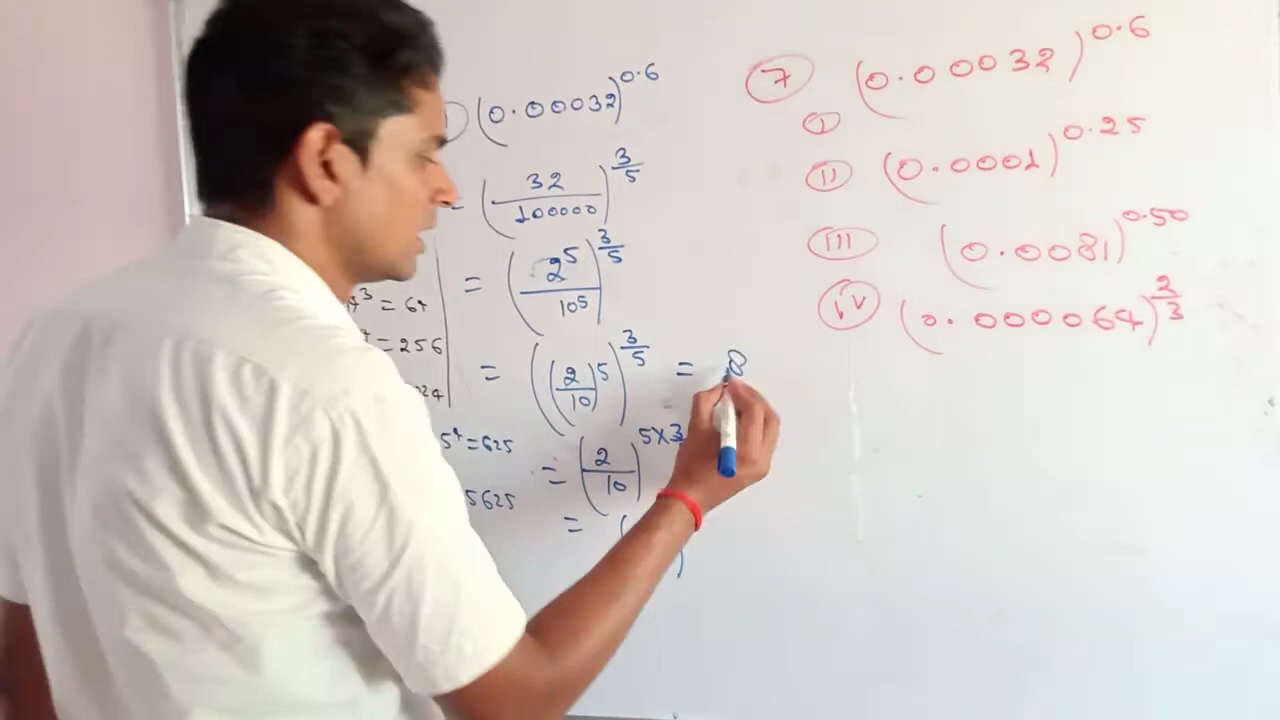 (0.00032)^0.6
= (32/100000)^3/5
= (2^5/10^5)^3/5
= ((2/10)^5)^3/5 = 8
= (2/10)^5×3
= (
4^3 = 64
= 256
5^4 = 625
5625
7 (0.00032)^0.6
I
II (0.0001)^0.25
III (0.0081)^0.50
IV (0.000064)^2/3